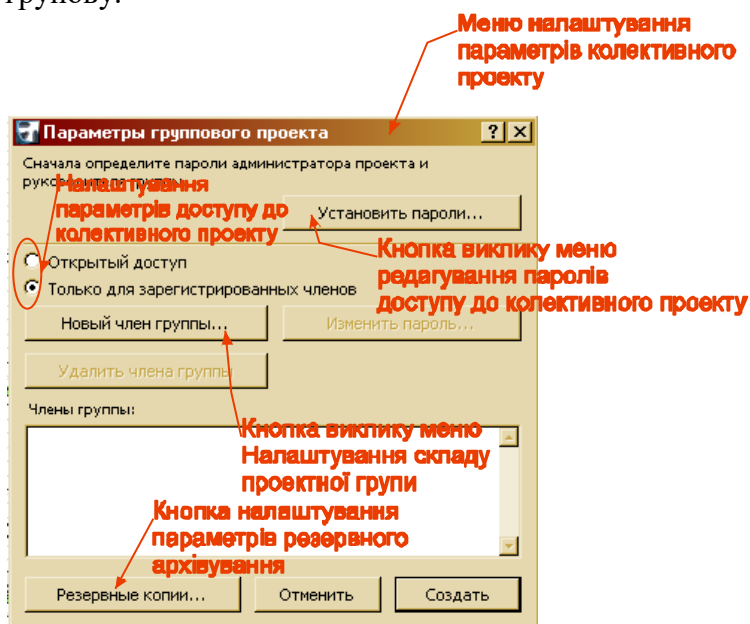 групову.
Меню налаштування
параметрів колективного
проекту
Параметры группового проекта
Сначала определите пароли администратора проекта и
Налаштування
параметрів доступу до
колективного проекту
Установить пароли...
Кнопка виклику меню
редагування паролів
доступу до колективного проекту
Открытый доступ
Только для зарегистрированных членов
Новый член группы...
Изменить пароль...
Удалить члена группы
Члены группы:
Кнопка виклику меню
Налаштування складу
проектної групи
Кнопка налаштування
параметрів резервного
архівування
Резервные копии...
Отменить
Создать